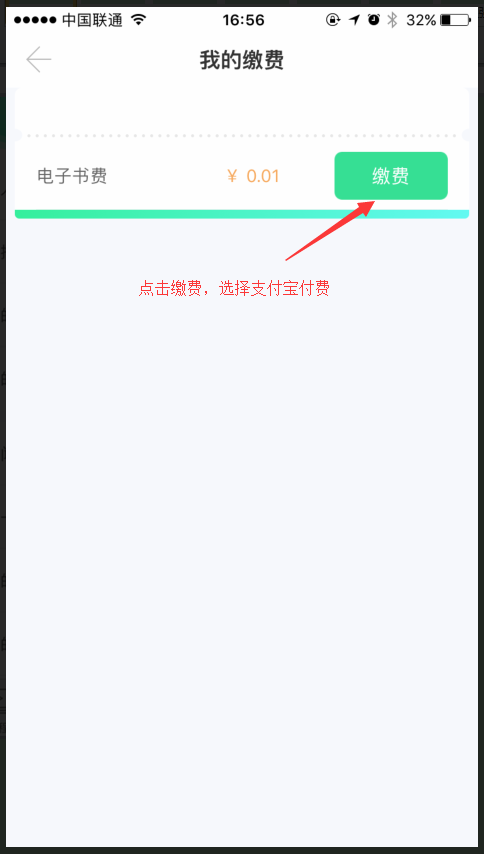 中国联通 16:56 32%
我的缴费
电子书费 ¥ 0.01 缴费
点击缴费，选择支付宝付费